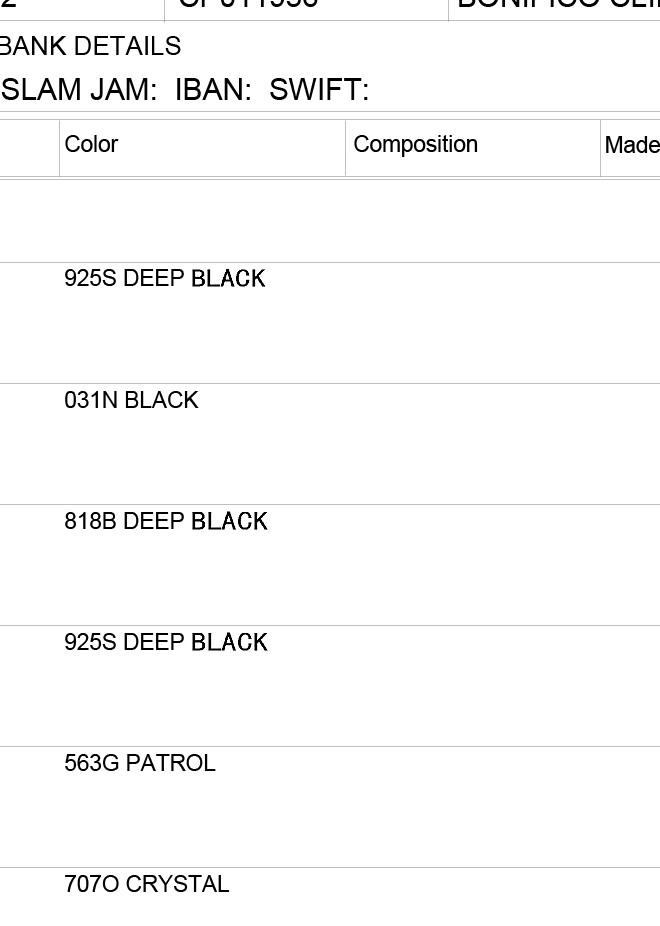 BANK DETAILS
SLAM JAM: IBAN: SWIFT:
Color Composition Made
925S DEEP BLACK
031N BLACK
818B DEEP BLACK
925S DEEP BLACK
563G PATROL
707O CRYSTAL